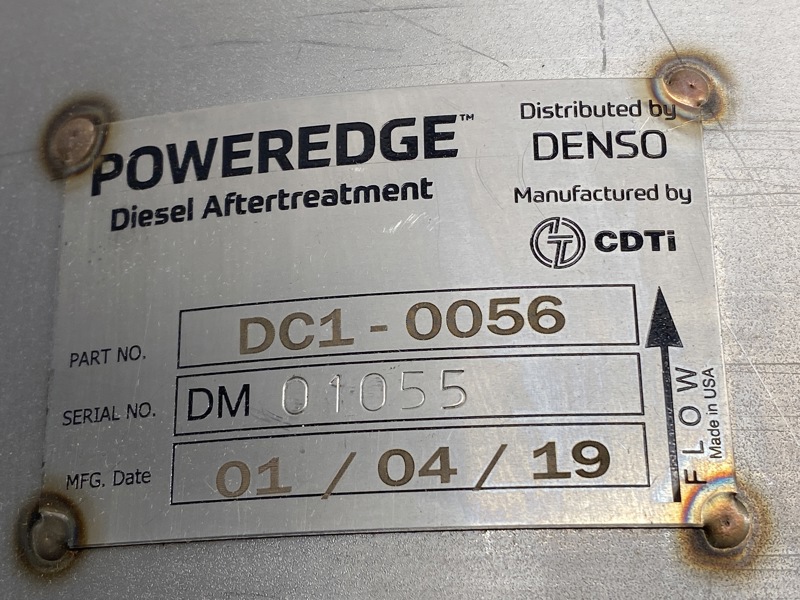 POWEREDGE™
Diesel Aftertreatment
Distributed by
DENSO
Manufactured by
CDTi
PART NO. DC1 - 0056
SERIAL NO. DM 01055
MFG. Date 01 / 04 / 19
FLOW
Made in USA